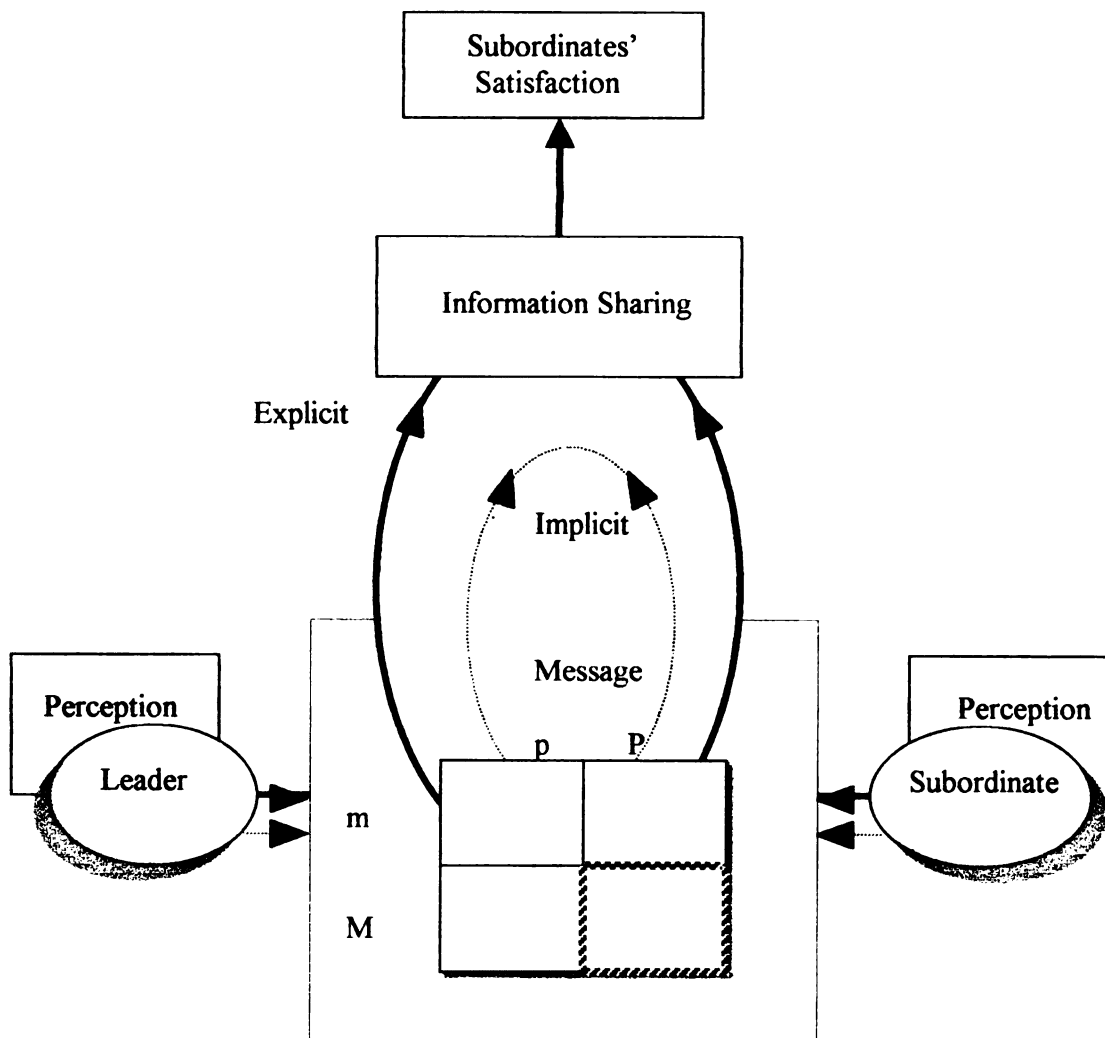 Subordinates'
Satisfaction
Information Sharing
Explicit
Implicit
Message
Perception
Leader
Perception
Subordinate
p P
m
M